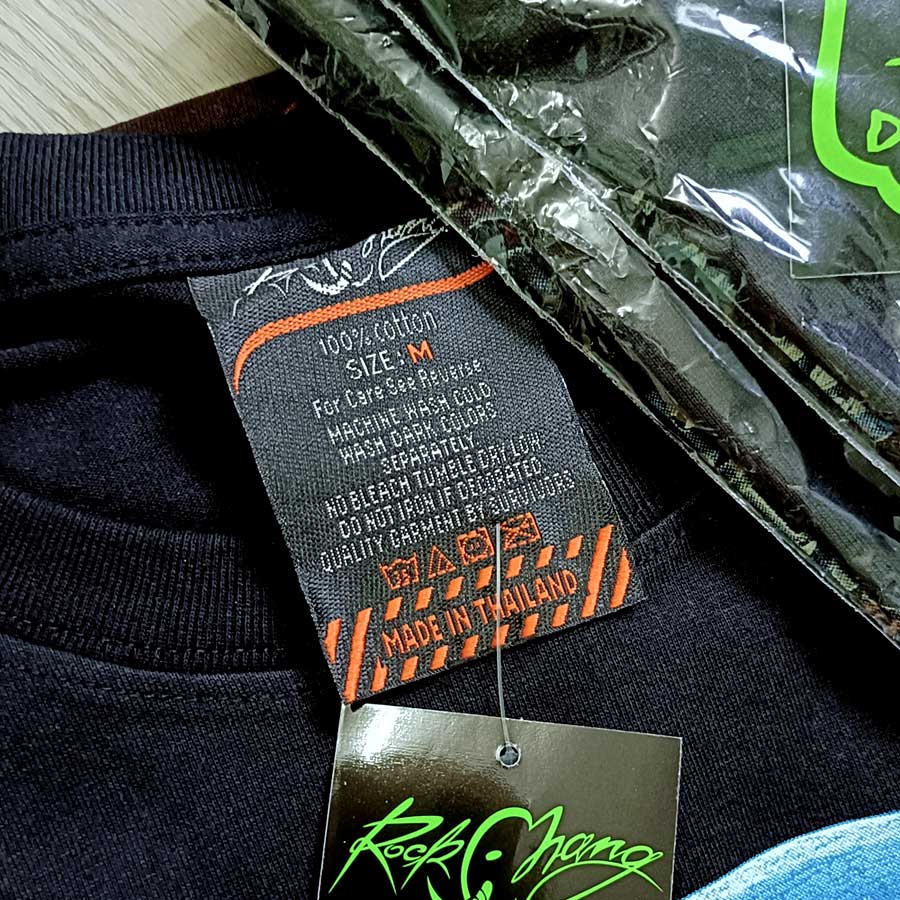 100% cotton
SIZE: M
For Care See Reverse
MACHINE WASH COLD
WASH DARK COLORS
SEPARATELY
NO BLEACH TUMBLE DRY LOW
DO NOT IRON IF DECORATED
QUALITY GARMENT BY SURVIVORS
MADE IN THAILAND
Rock Chang